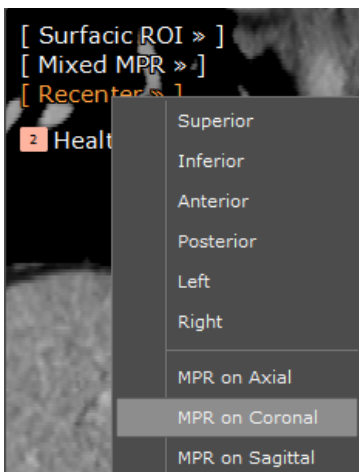 [ Surfacic ROI » ]
[ Mixed MPR » ]
[ Recenter » ]
2 Healt
Superior
Inferior
Anterior
Posterior
Left
Right
MPR on Axial
MPR on Coronal
MPR on Sagittal